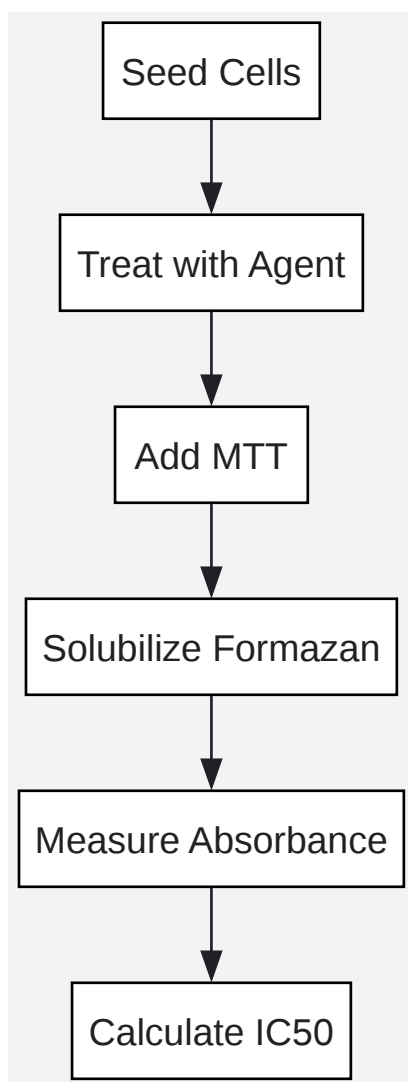 Seed Cells
Treat with Agent
Add MTT
Solubilize Formazan
Measure Absorbance
Calculate IC50